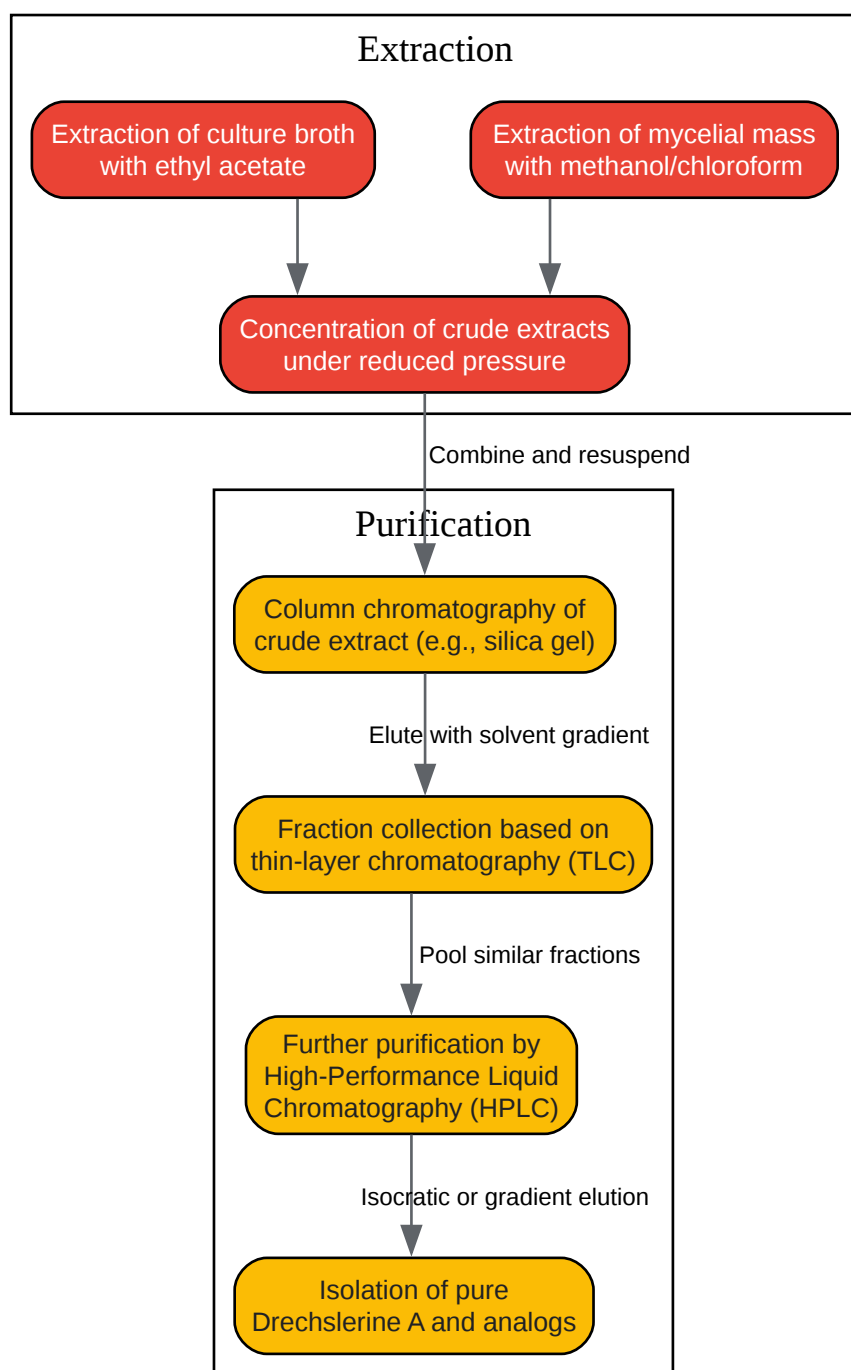 Extraction
Extraction of culture broth
with ethyl acetate
Extraction of mycelial mass
with methanol/chloroform
Concentration of crude extracts
under reduced pressure
Combine and resuspend
Purification
Column chromatography of
crude extract (e.g., silica gel)
Elute with solvent gradient
Fraction collection based on
thin-layer chromatography (TLC)
Pool similar fractions
Further purification by
High-Performance Liquid
Chromatography (HPLC)
Isocratic or gradient elution
Isolation of pure
Drechslerine A and analogs